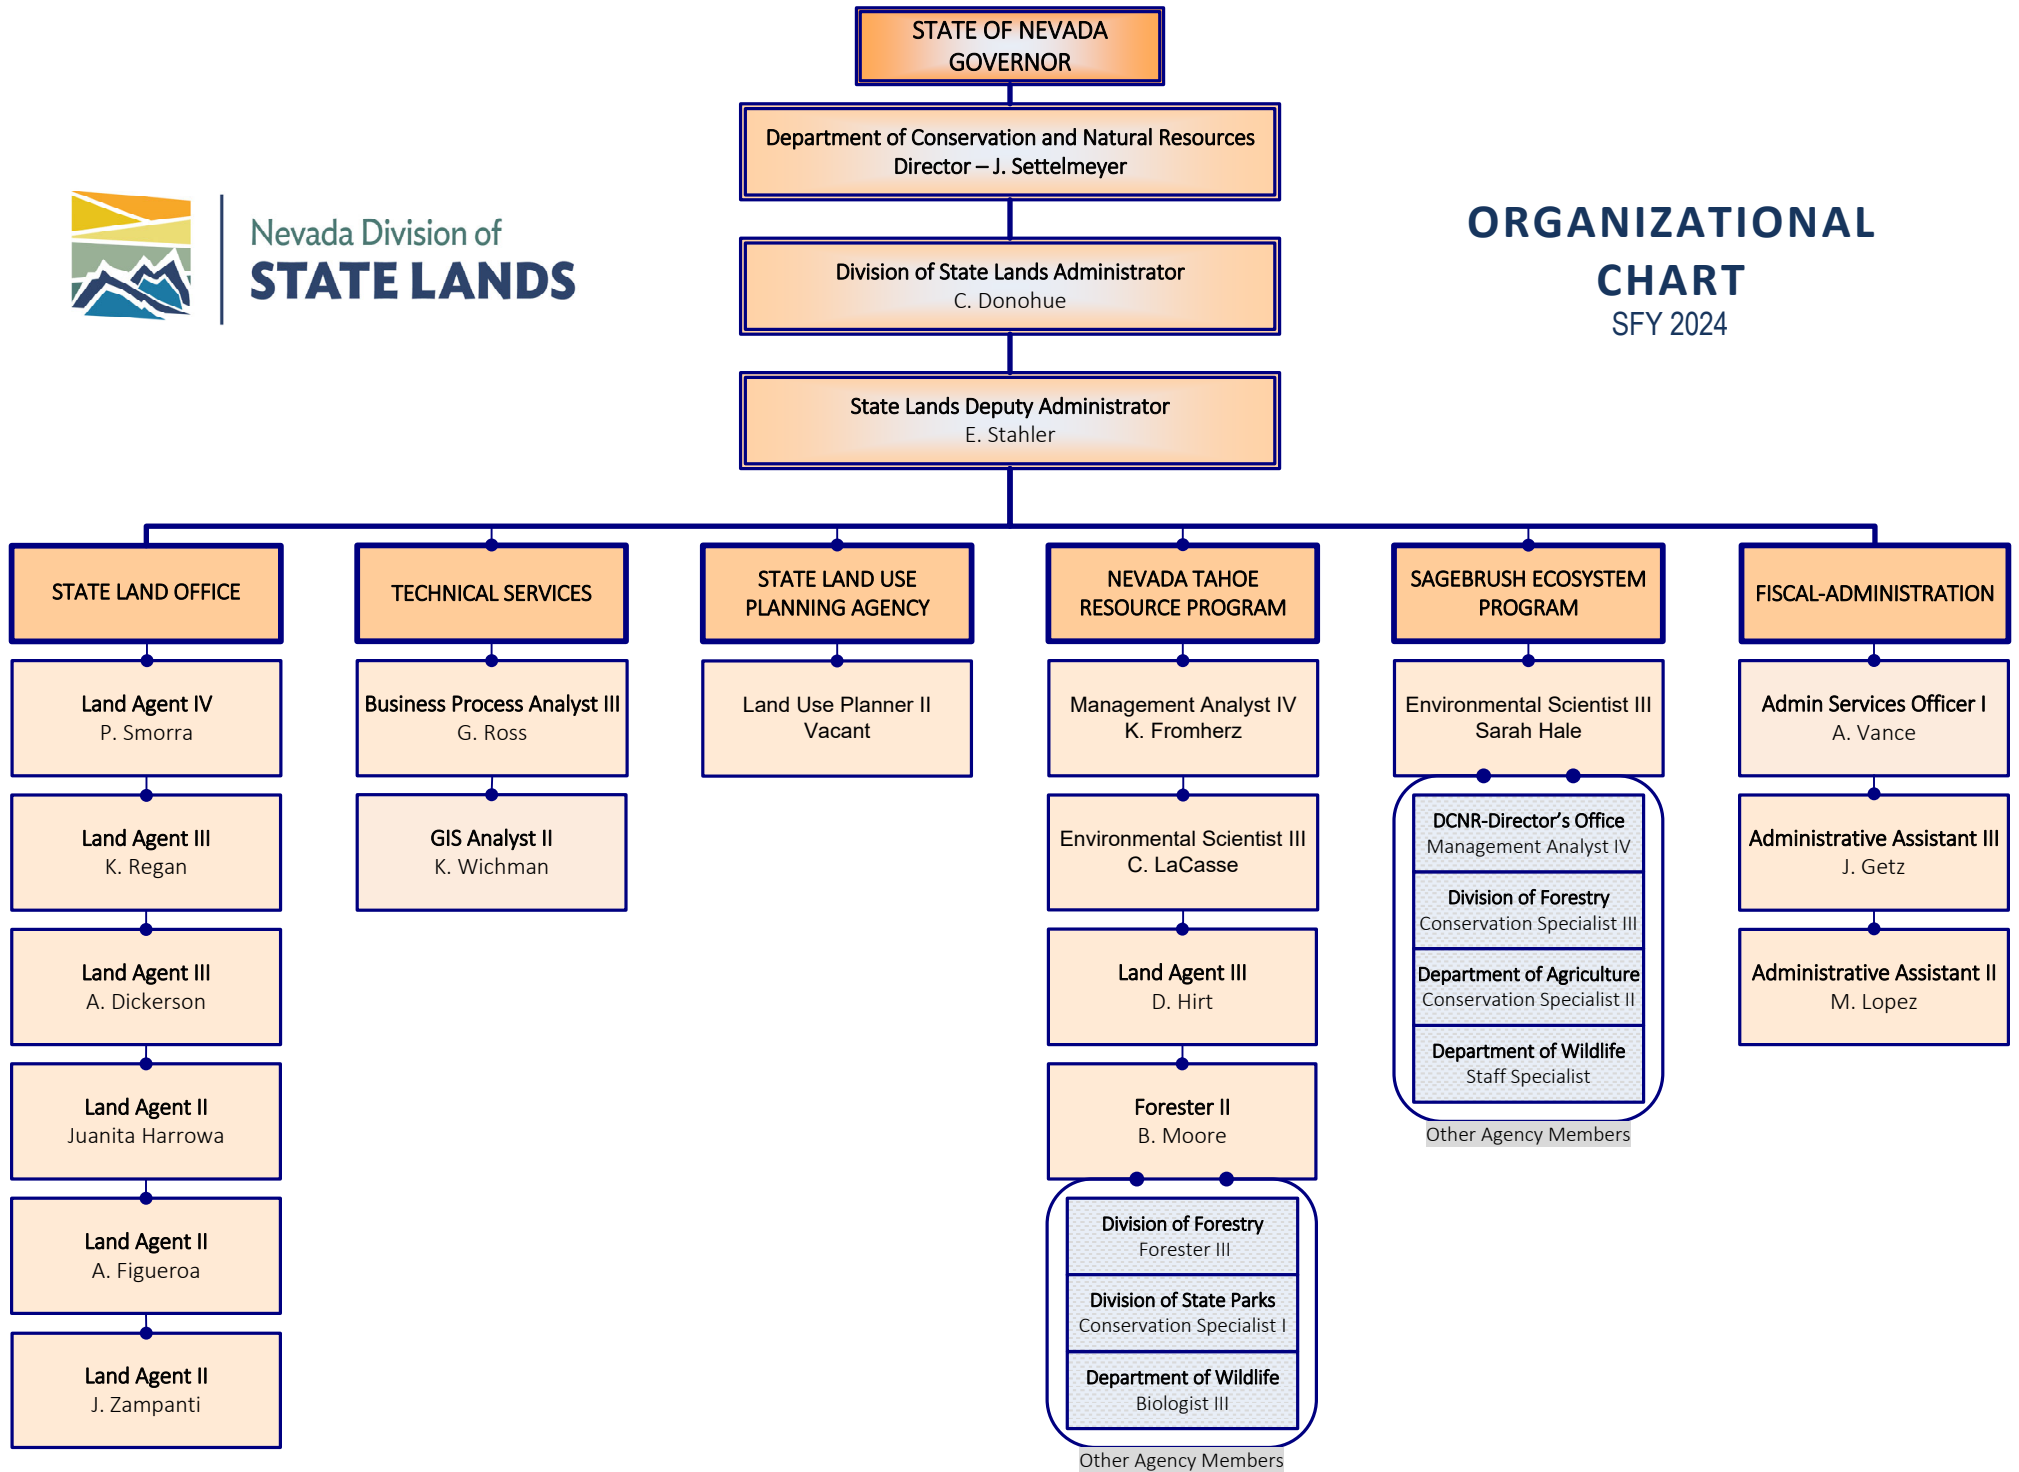 STATE OF NEVADA
GOVERNOR
Department of Conservation and Natural Resources
Director – J. Settelmeyer
Nevada Division of
STATE LANDS
ORGANIZATIONAL
CHART
SFY 2024
Division of State Lands Administrator
C. Donohue
State Lands Deputy Administrator
E. Stahler
STATE LAND OFFICE
Land Agent IV
P. Smorra
Land Agent III
K. Regan
Land Agent III
A. Dickerson
Land Agent II
Juanita Harrowa
Land Agent II
A. Figueroa
Land Agent II
J. Zampanti
TECHNICAL SERVICES
Business Process Analyst III
G. Ross
GIS Analyst II
K. Wichman
STATE LAND USE
PLANNING AGENCY
Land Use Planner II
Vacant
NEVADA TAHOE
RESOURCE PROGRAM
Management Analyst IV
K. Fromherz
Environmental Scientist III
C. LaCasse
Land Agent III
D. Hirt
Forester II
B. Moore
Division of Forestry
Forester III
Division of State Parks
Conservation Specialist I
Department of Wildlife
Biologist III
Other Agency Members
SAGEBRUSH ECOSYSTEM
PROGRAM
Environmental Scientist III
Sarah Hale
DCNR-Director's Office
Management Analyst IV
Division of Forestry
Conservation Specialist III
Department of Agriculture
Conservation Specialist II
Department of Wildlife
Staff Specialist
Other Agency Members
FISCAL-ADMINISTRATION
Admin Services Officer I
A. Vance
Administrative Assistant III
J. Getz
Administrative Assistant II
M. Lopez